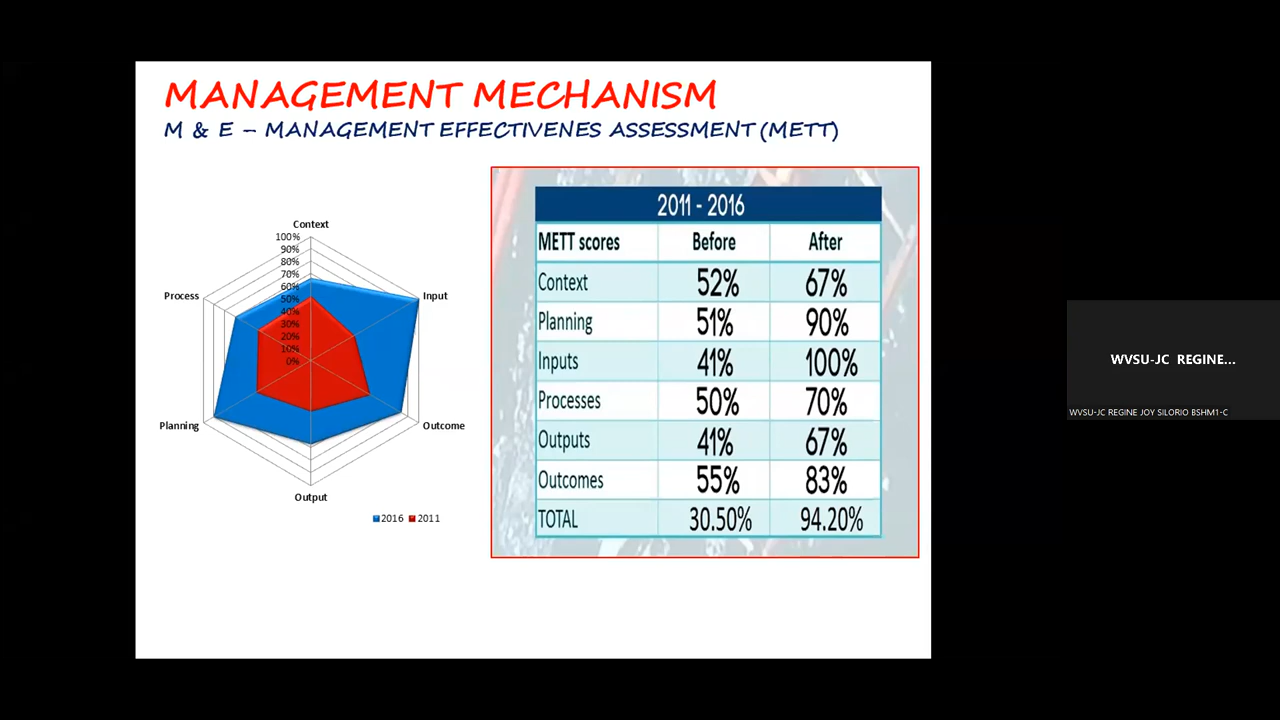 MANAGEMENT MECHANISM
M & E – MANAGEMENT EFFECTIVENES ASSESSMENT (METT)
Context
100%
90%
80%
70%
60%
50%
40%
30%
20%
10%
0%
Process
Input
Planning
Outcome
Output
2016 2011
2011 - 2016
METT scores Before After
Context 52% 67%
Planning 51% 90%
Inputs 41% 100%
Processes 50% 70%
Outputs 41% 67%
Outcomes 55% 83%
TOTAL 30.50% 94.20%
WVSU-JC REGINE...
WVSU-JC REGINE JOY SILORIO BSHM1-C